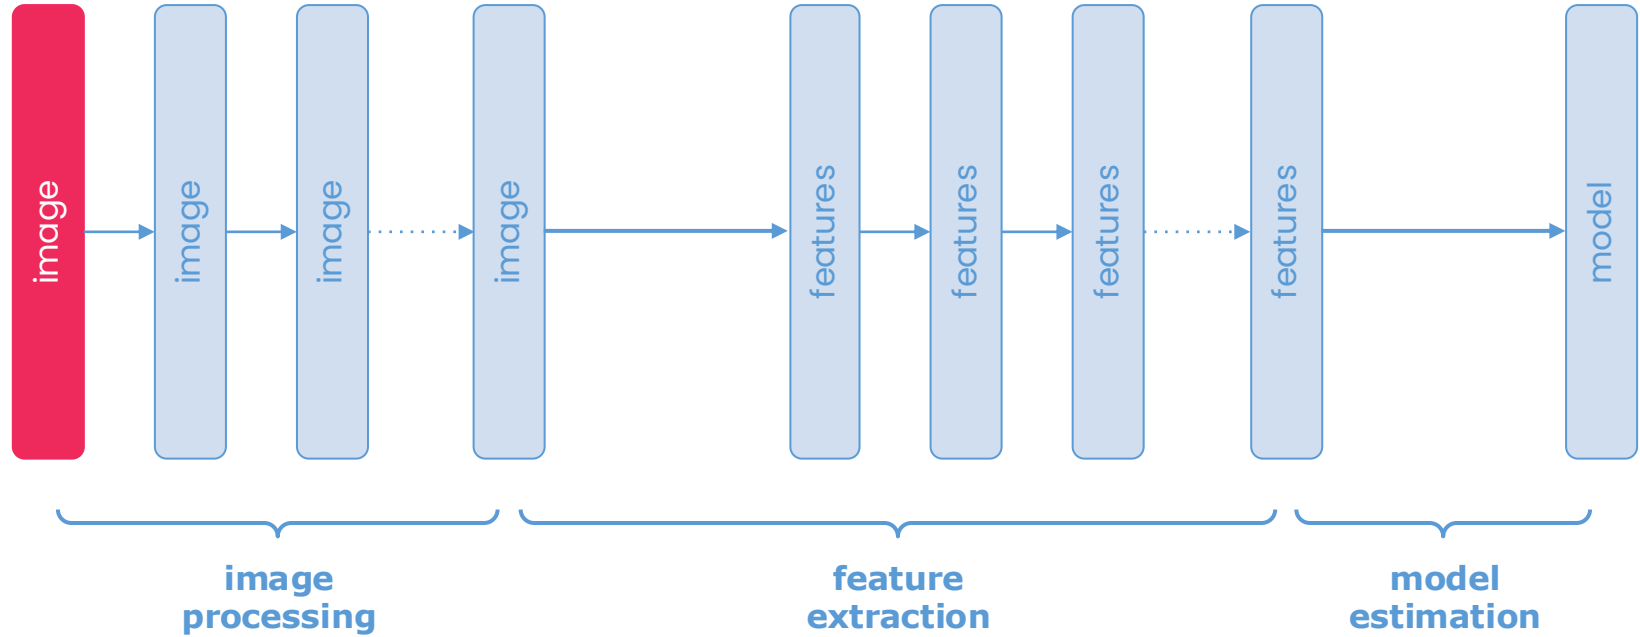 image
image
image
image
features
features
features
features
model
image
processing
feature
extraction
model
estimation